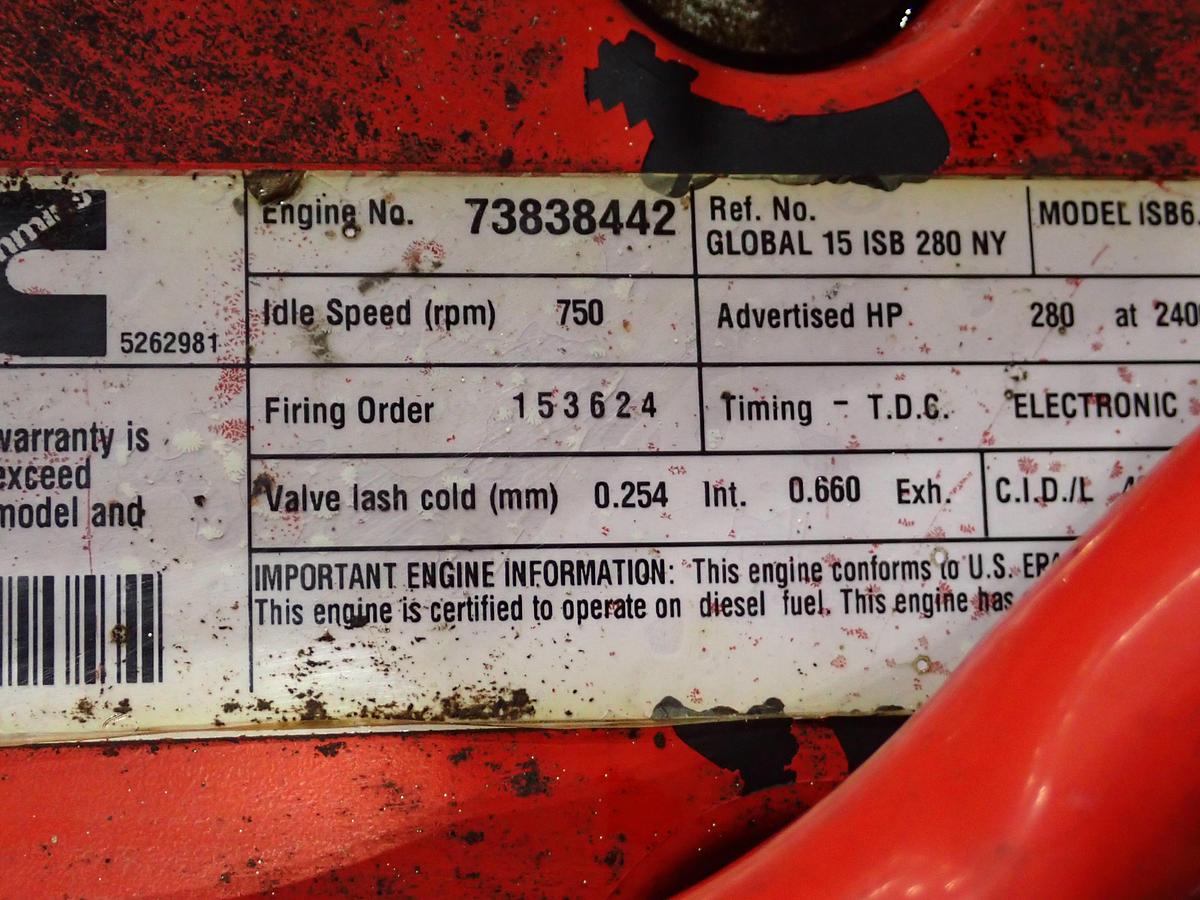 Engine No. 73838442
Ref. No.
GLOBAL 15 ISB 280 NY
MODEL ISB6.
5262981
Idle Speed (rpm) 750
Advertised HP 280 at 2400
Firing Order 1 5 3 6 2 4
Timing - T.D.C. ELECTRONIC
Valve lash cold (mm) 0.254 Int. 0.660 Exh.
C.I.D./L
warranty is
exceed
model and
IMPORTANT ENGINE INFORMATION: This engine conforms to U.S. EPA
This engine is certified to operate on diesel fuel. This engine has